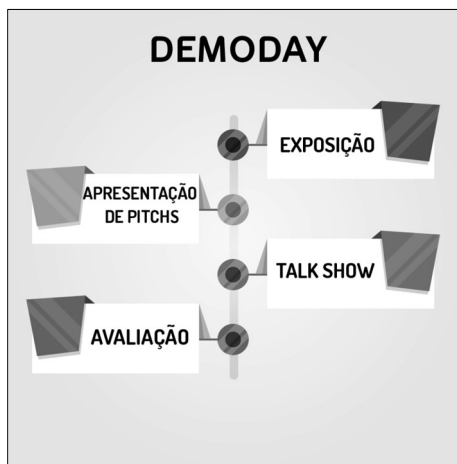 DEMODAY
EXPOSIÇÃO
APRESENTAÇÃO
DE PITCHS
TALK SHOW
AVALIAÇÃO